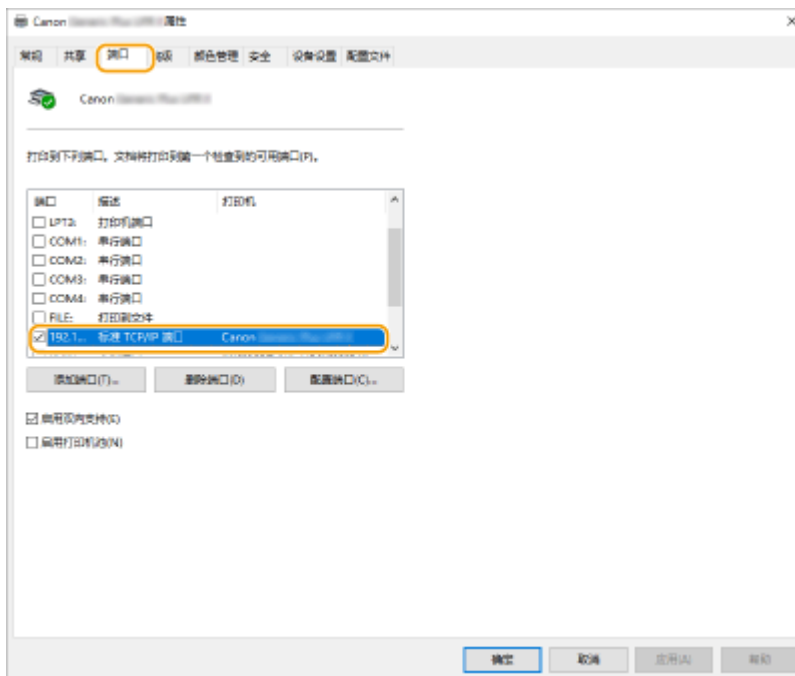 Canon 属性
常规 共享 端口 高级 颜色管理 安全 设备设置 配置文件
Canon
打印到下列端口。文档将打印到第一个检查到的可用端口(P)。
端口 描述 打印机
LPT3: 打印机端口
COM1: 串行端口
COM2: 串行端口
COM3: 串行端口
COM4: 串行端口
FILE: 打印到文件
192.1... 标准 TCP/IP 端口 Canon
添加端口(T)... 删除端口(D) 配置端口(C)...
启用双向支持(E)
启用打印机池(N)
确定 取消 应用(A) 帮助